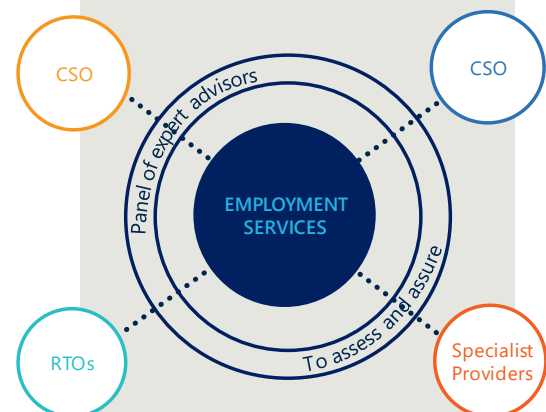 CSO
CSO
Panel of expert advisors
EMPLOYMENT
SERVICES
To assess and assure
RTOs
Specialist
Providers